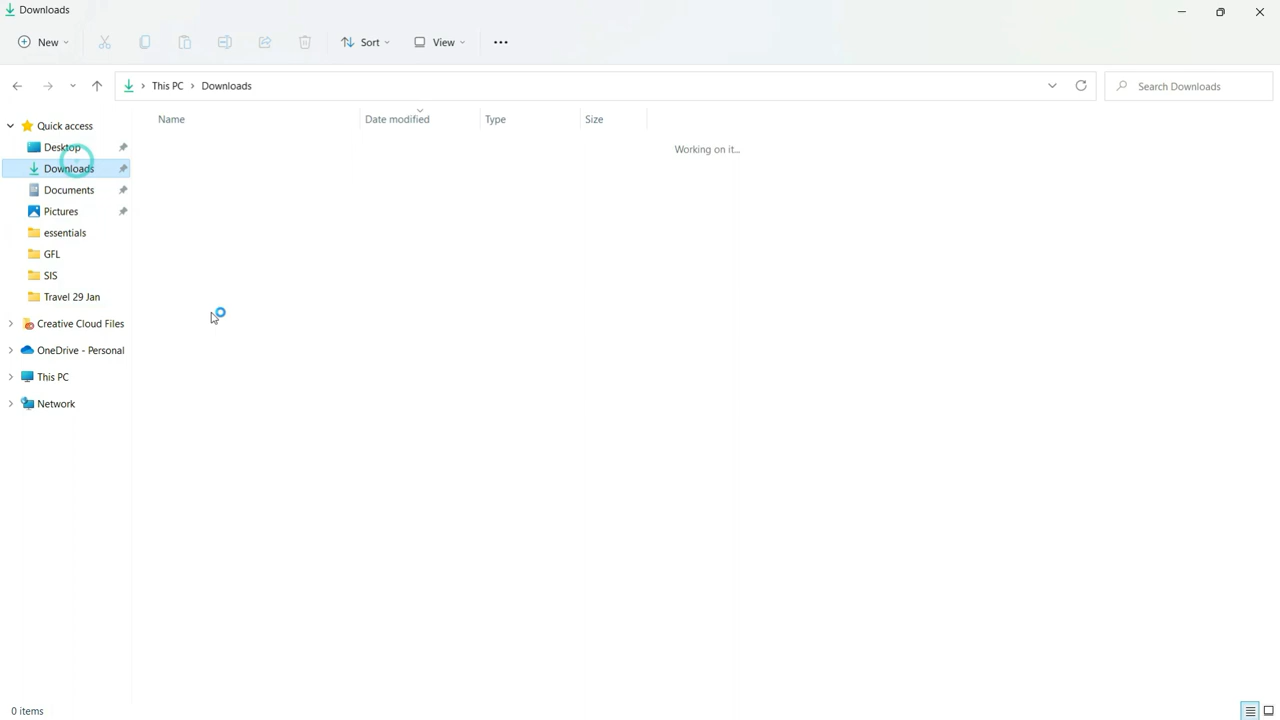 Downloads
New
Sort
View
This PC > Downloads
Search Downloads
Quick access
Desktop
Downloads
Documents
Pictures
essentials
GFL
SIS
Travel 29 Jan
Creative Cloud Files
OneDrive - Personal
This PC
Network
Name Date modified Type Size
Working on it...
0 items